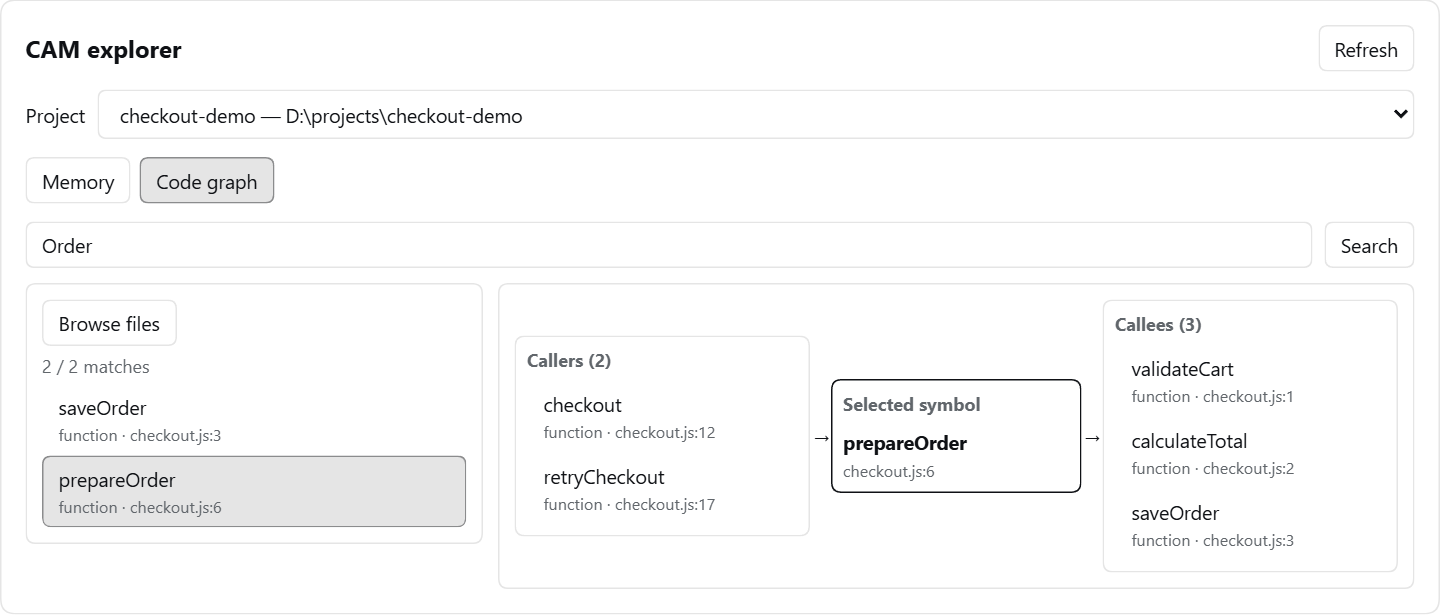 CAM explorer
Refresh
Project
checkout-demo — D:\projects\checkout-demo
Memory
Code graph
Order
Search
Browse files
2 / 2 matches
saveOrder
function · checkout.js:3
prepareOrder
function · checkout.js:6
Callers (2)
checkout
function · checkout.js:12
retryCheckout
function · checkout.js:17
→
Selected symbol
prepareOrder
checkout.js:6
→
Callees (3)
validateCart
function · checkout.js:1
calculateTotal
function · checkout.js:2
saveOrder
function · checkout.js:3